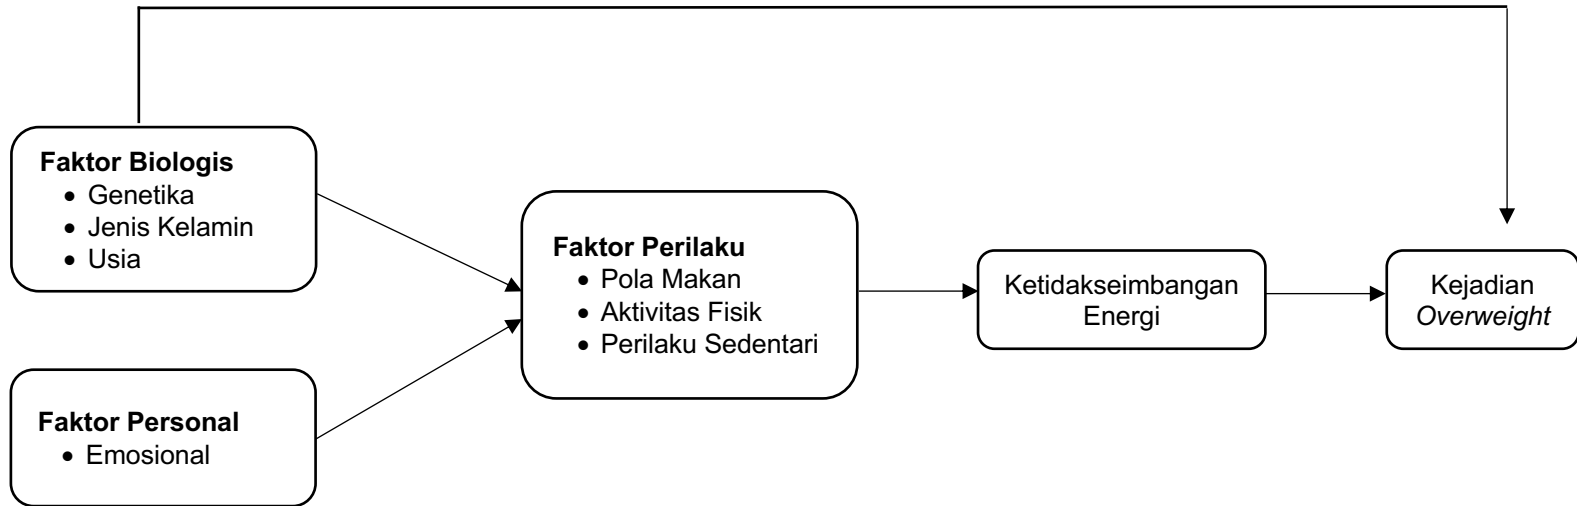 Faktor Biologis
• Genetika
• Jenis Kelamin
• Usia
Faktor Personal
• Emosional
Faktor Perilaku
• Pola Makan
• Aktivitas Fisik
• Perilaku Sedentari
Ketidakseimbangan
Energi
Kejadian
Overweight